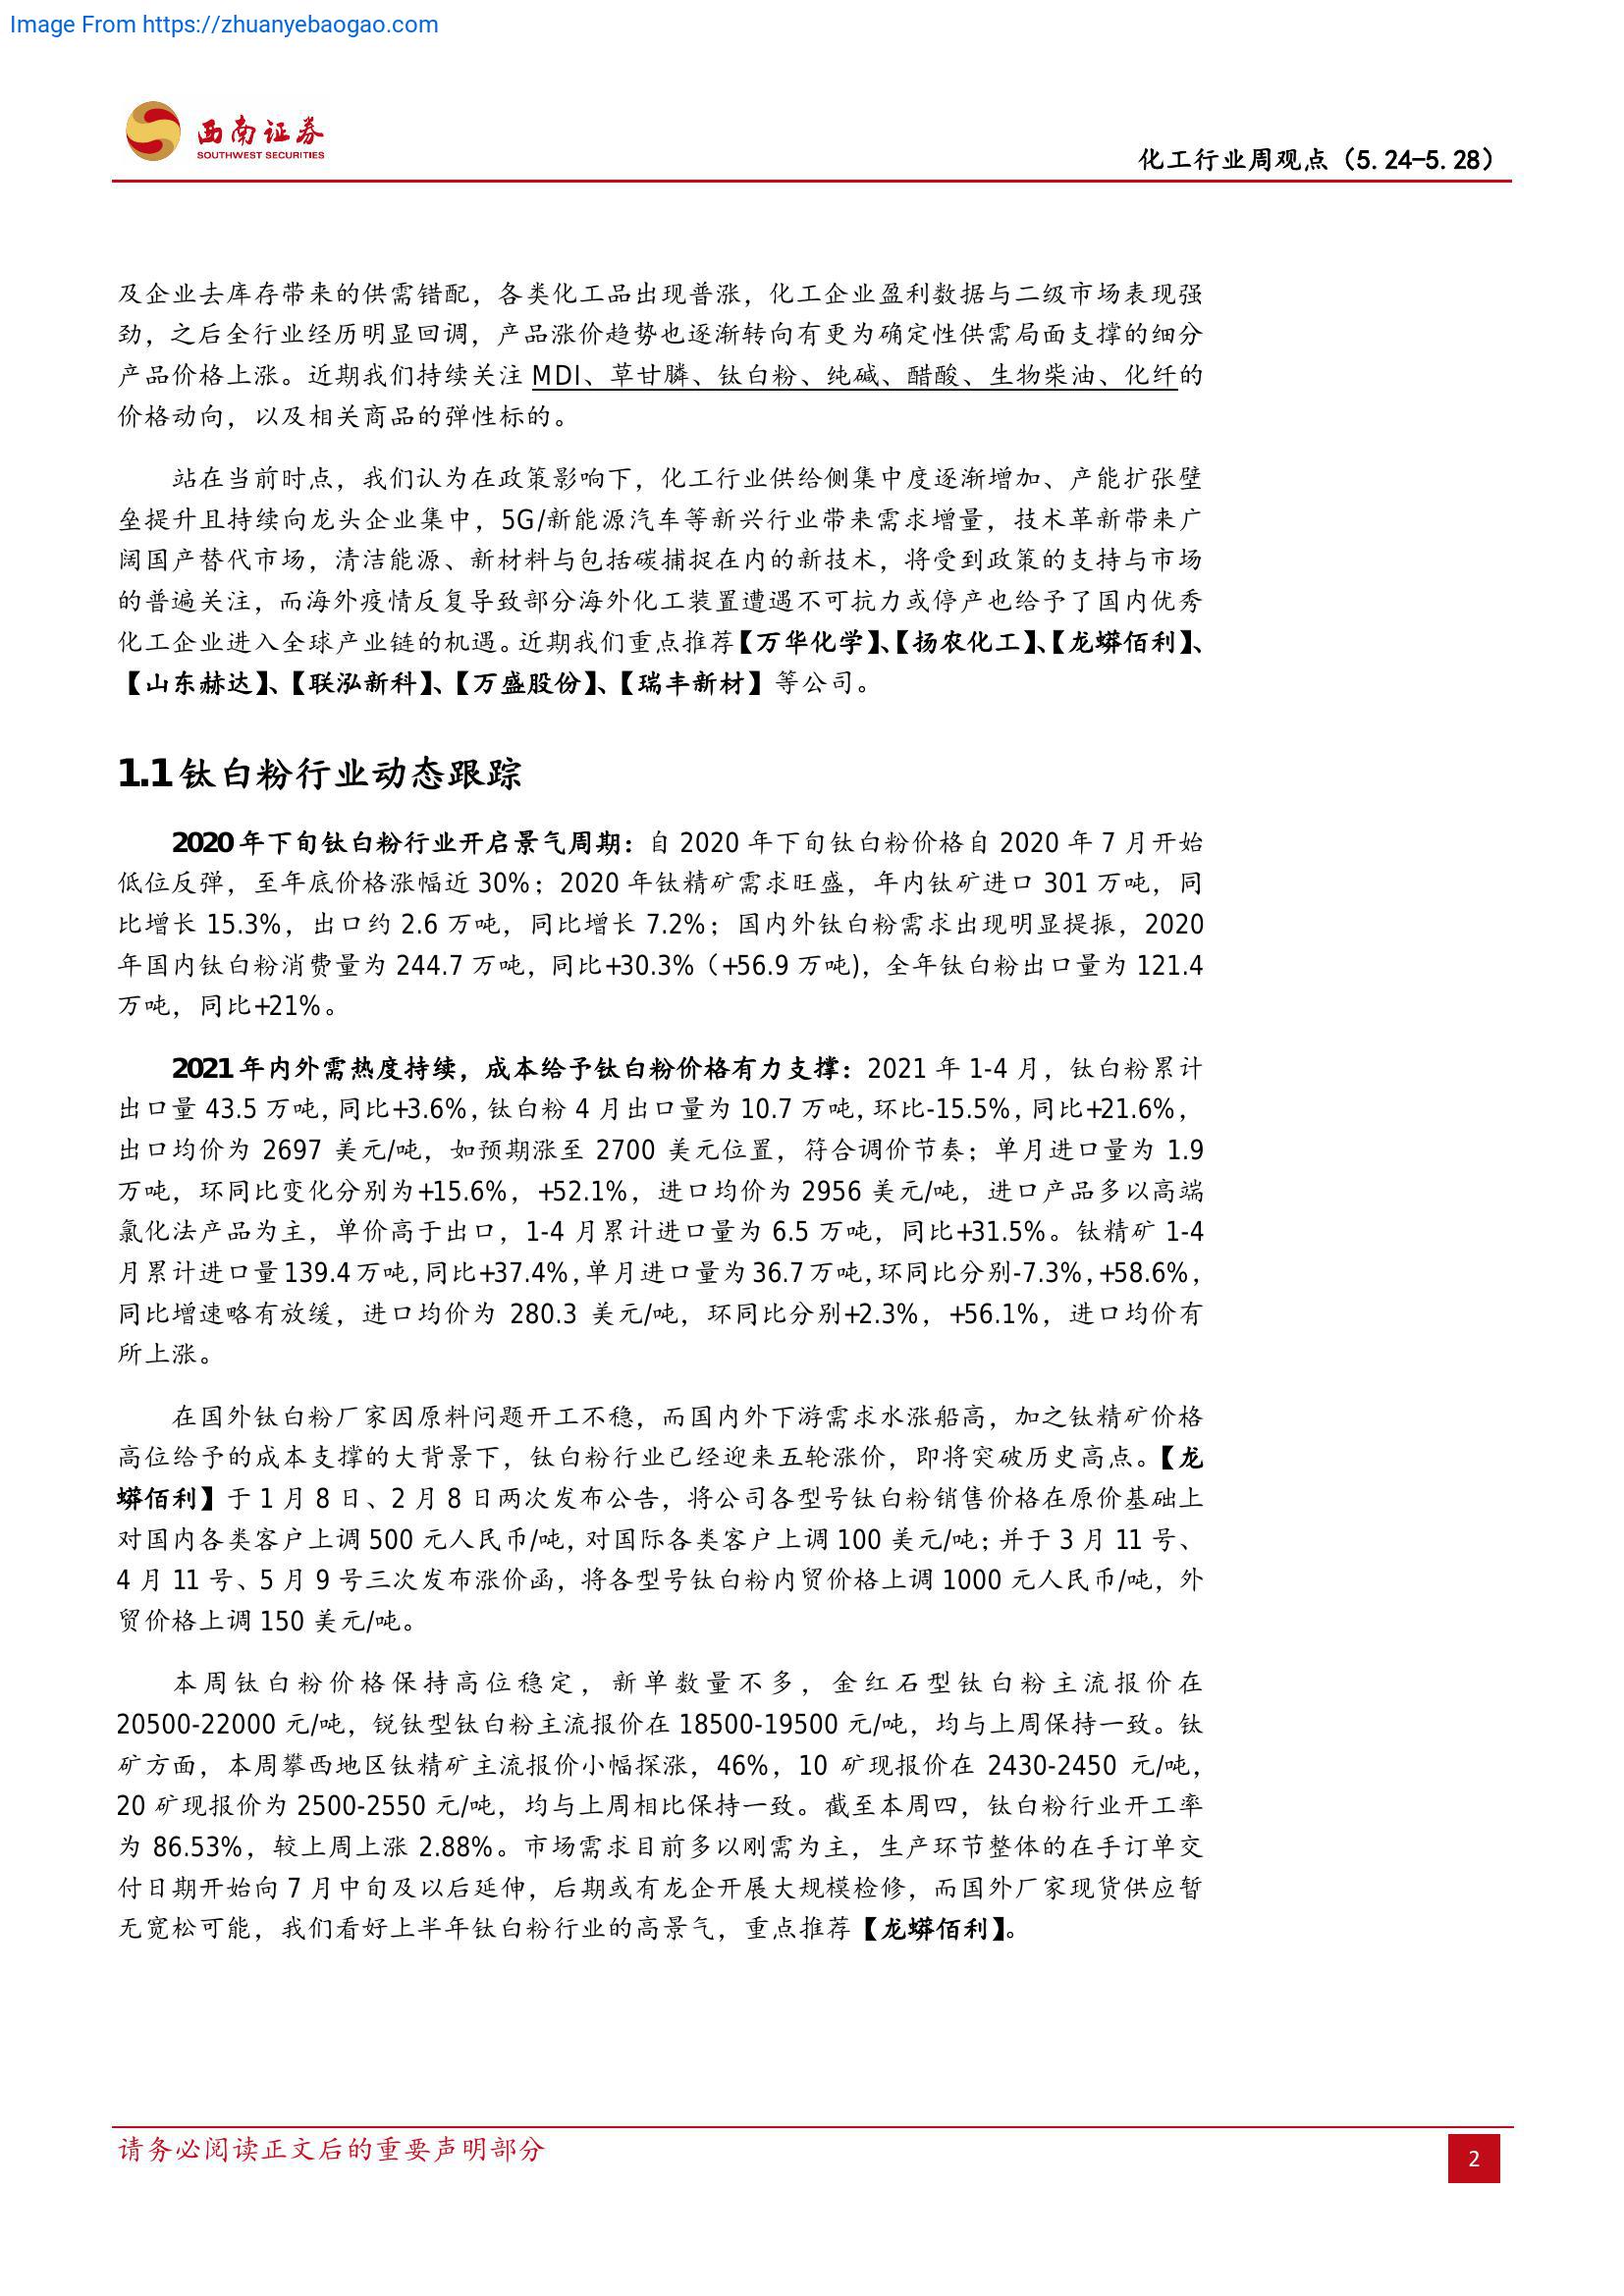 Image From https://zhuanyebaogao.com
西南证券
SOUTHWEST SECURITIES
化工行业周观点（5. 24-5. 28）
及企业去库存带来的供需错配，各类化工品出现普涨，化工企业盈利数据与二级市场表现强
劲，之后全行业经历明显回调，产品涨价趋势也逐渐转向有更为确定性供需局面支撑的细分
产品价格上涨。近期我们持续关注 MDI、草甘膦、钛白粉、纯碱、醋酸、生物柴油、化纤的
价格动向，以及相关商品的弹性标的。
站在当前时点，我们认为在政策影响下，化工行业供给侧集中度逐渐增加、产能扩张壁
垒提升且持续向龙头企业集中，5G/新能源汽车等新兴行业带来需求增量，技术革新带来广
阔国产替代市场，清洁能源、新材料与包括碳捕捉在内的新技术，将受到政策的支持与市场
的普遍关注，而海外疫情反复导致部分海外化工装置遭遇不可抗力或停产也给予了国内优秀
化工企业进入全球产业链的机遇。近期我们重点推荐【万华化学】、【扬农化工】、【龙蟒佰利】、
【山东赫达】、【联泓新科】、【万盛股份】、【瑞丰新材】等公司。
1.1 钛白粉行业动态跟踪
2020 年下旬钛白粉行业开启景气周期：自 2020 年下旬钛白粉价格自 2020 年 7 月开始
低位反弹，至年底价格涨幅近 30%；2020 年钛精矿需求旺盛，年内钛矿进口 301 万吨，同
比增长 15.3%，出口约 2.6 万吨，同比增长 7.2%；国内外钛白粉需求出现明显提振，2020
年国内钛白粉消费量为 244.7 万吨，同比+30.3%（+56.9 万吨)，全年钛白粉出口量为 121.4
万吨，同比+21%。
2021 年内外需热度持续，成本给予钛白粉价格有力支撑：2021 年 1-4 月，钛白粉累计
出口量 43.5 万吨，同比+3.6%，钛白粉 4 月出口量为 10.7 万吨，环比-15.5%，同比+21.6%，
出口均价为 2697 美元/吨，如预期涨至 2700 美元位置，符合调价节奏；单月进口量为 1.9
万吨，环同比变化分别为+15.6%，+52.1%，进口均价为 2956 美元/吨，进口产品多以高端
氯化法产品为主，单价高于出口，1-4 月累计进口量为 6.5 万吨，同比+31.5%。钛精矿 1-4
月累计进口量 139.4 万吨，同比+37.4%，单月进口量为 36.7 万吨，环同比分别-7.3%，+58.6%，
同比增速略有放缓，进口均价为 280.3 美元/吨，环同比分别+2.3%，+56.1%，进口均价有
所上涨。
在国外钛白粉厂家因原料问题开工不稳，而国内外下游需求水涨船高，加之钛精矿价格
高位给予的成本支撑的大背景下，钛白粉行业已经迎来五轮涨价，即将突破历史高点。【龙
蟒佰利】于 1 月 8 日、2 月 8 日两次发布公告，将公司各型号钛白粉销售价格在原价基础上
对国内各类客户上调 500 元人民币/吨，对国际各类客户上调 100 美元/吨；并于 3 月 11 号、
4 月 11 号、5 月 9 号三次发布涨价函，将各型号钛白粉内贸价格上调 1000 元人民币/吨，外
贸价格上调 150 美元/吨。
本周钛白粉价格保持高位稳定，新单数量不多，金红石型钛白粉主流报价在
20500-22000 元/吨，锐钛型钛白粉主流报价在 18500-19500 元/吨，均与上周保持一致。钛
矿方面，本周攀西地区钛精矿主流报价小幅探涨，46%，10 矿现报价在 2430-2450 元/吨，
20 矿现报价为 2500-2550 元/吨，均与上周相比保持一致。截至本周四，钛白粉行业开工率
为 86.53%，较上周上涨 2.88%。市场需求目前多以刚需为主，生产环节整体的在手订单交
付日期开始向 7 月中旬及以后延伸，后期或有龙企开展大规模检修，而国外厂家现货供应暂
无宽松可能，我们看好上半年钛白粉行业的高景气，重点推荐【龙蟒佰利】。
请务必阅读正文后的重要声明部分
2